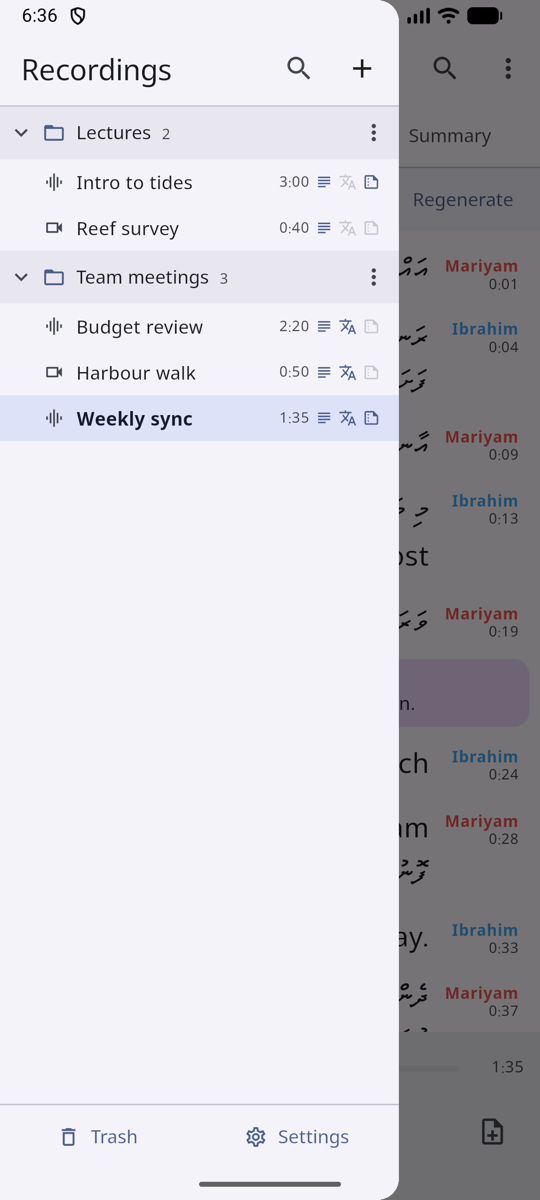 6:36
Recordings
Lectures 2
Intro to tides 3:00
Reef survey 0:40
Team meetings 3
Budget review 2:20
Harbour walk 0:50
Weekly sync 1:35
Trash
Settings
Summary
Regenerate
Mariyam
0:01
Ibrahim
0:04
Mariyam
0:09
Ibrahim
0:13
Mariyam
0:19
Ibrahim
0:24
Mariyam
0:28
Ibrahim
0:33
ay.
Mariyam
0:37
1:35